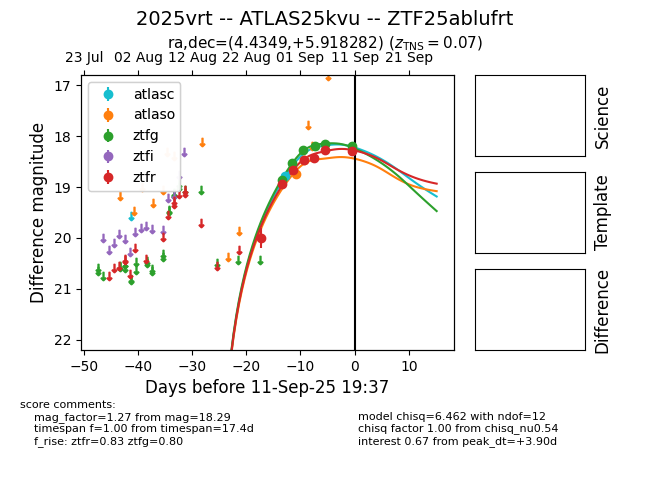 2025vrt -- ATLAS25kvu -- ZTF25ablufrt
ra,dec=(4.4349,+5.918282) (z_TNS = 0.07)
23 Jul 02 Aug 12 Aug 22 Aug 01 Sep 11 Sep 21 Sep
17
18
19
20
21
22
Difference magnitude
atlasc
atlaso
ztfg
ztfi
ztfr
−50 −40 −30 −20 −10 0 10
Days before 11-Sep-25 19:37
Science
Template
Difference
score comments:
mag_factor=1.27 from mag=18.29
timespan f=1.00 from timespan=17.4d
f_rise: ztfr=0.83 ztfg=0.80
model chisq=6.462 with ndof=12
chisq factor 1.00 from chisq_nu0.54
interest 0.67 from peak_dt=+3.90d